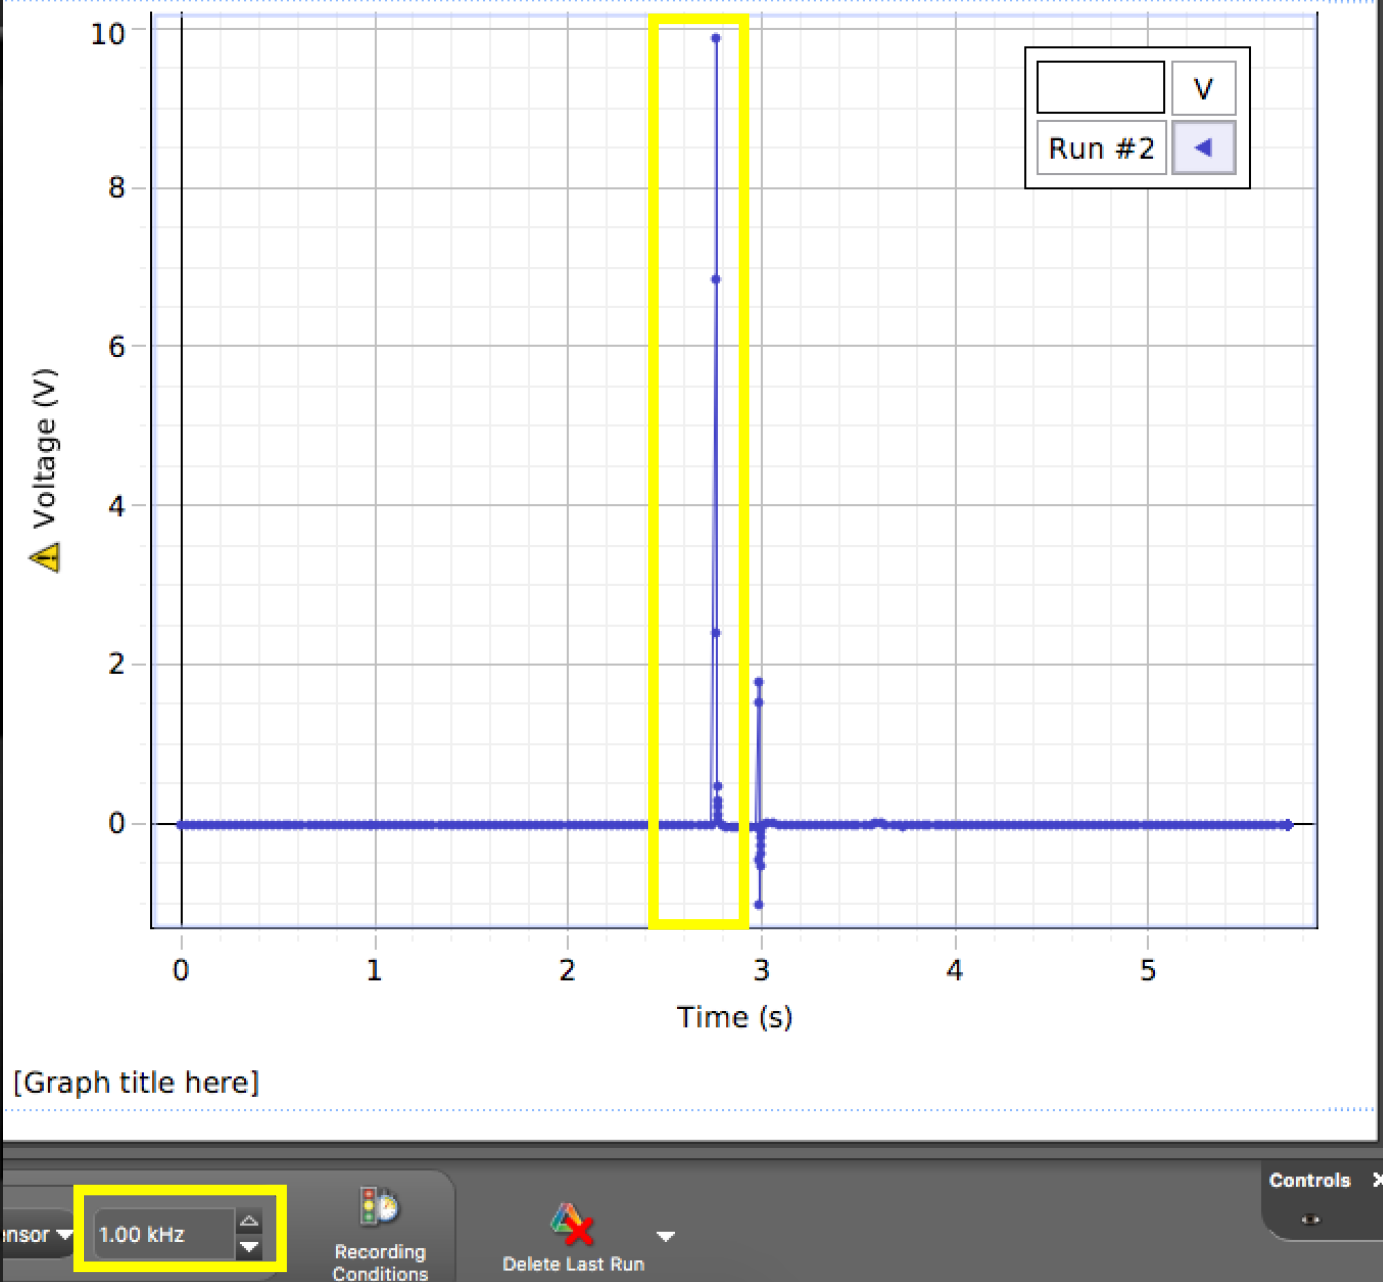 10
8
6
4
2
0
Voltage (V)
V
Run #2
0 1 2 3 4 5
Time (s)
[Graph title here]
ensor
1.00 kHz
Recording
Conditions
Delete Last Run
Controls